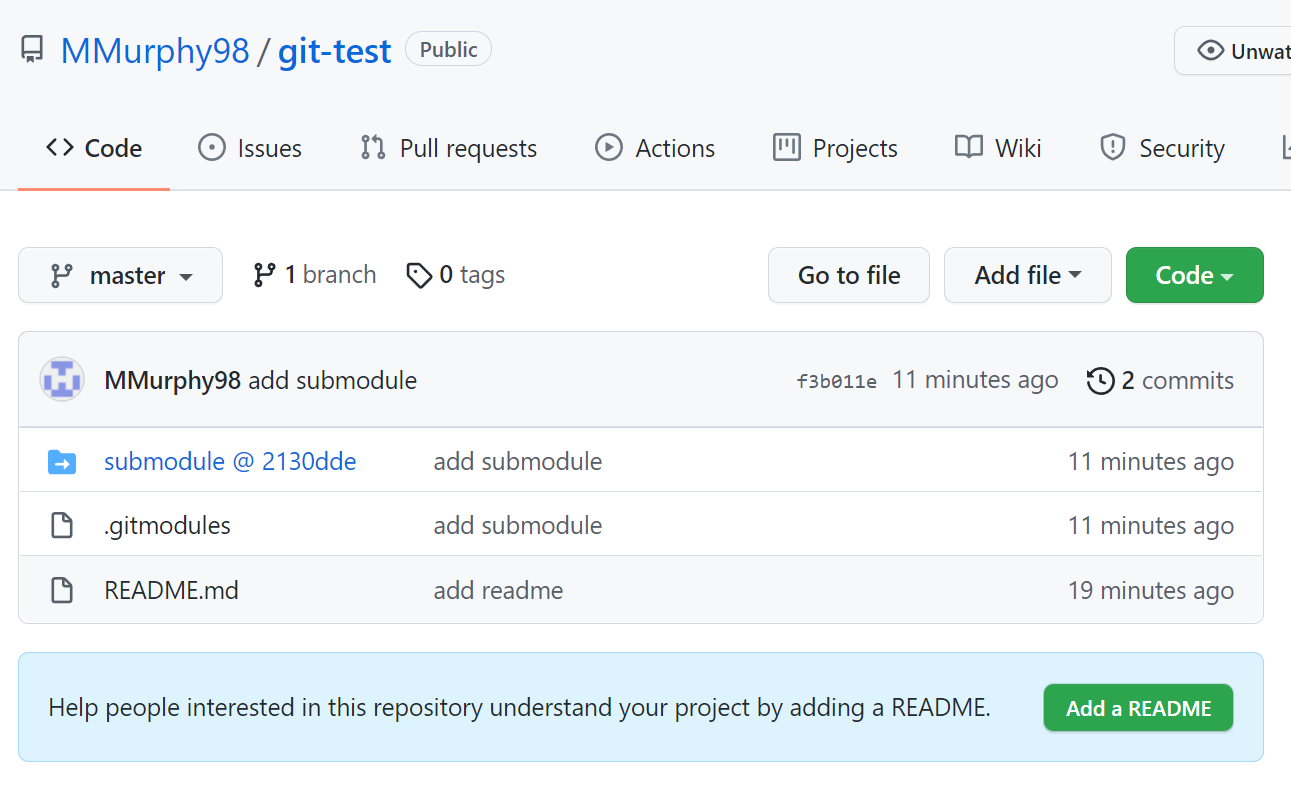 MMurphy98 / git-test Public Unwat
Code Issues Pull requests Actions Projects Wiki Security
master 1 branch 0 tags Go to file Add file Code
MMurphy98 add submodule f3b011e 11 minutes ago 2 commits
submodule @ 2130dde add submodule 11 minutes ago
.gitmodules add submodule 11 minutes ago
README.md add readme 19 minutes ago
Help people interested in this repository understand your project by adding a README. Add a README